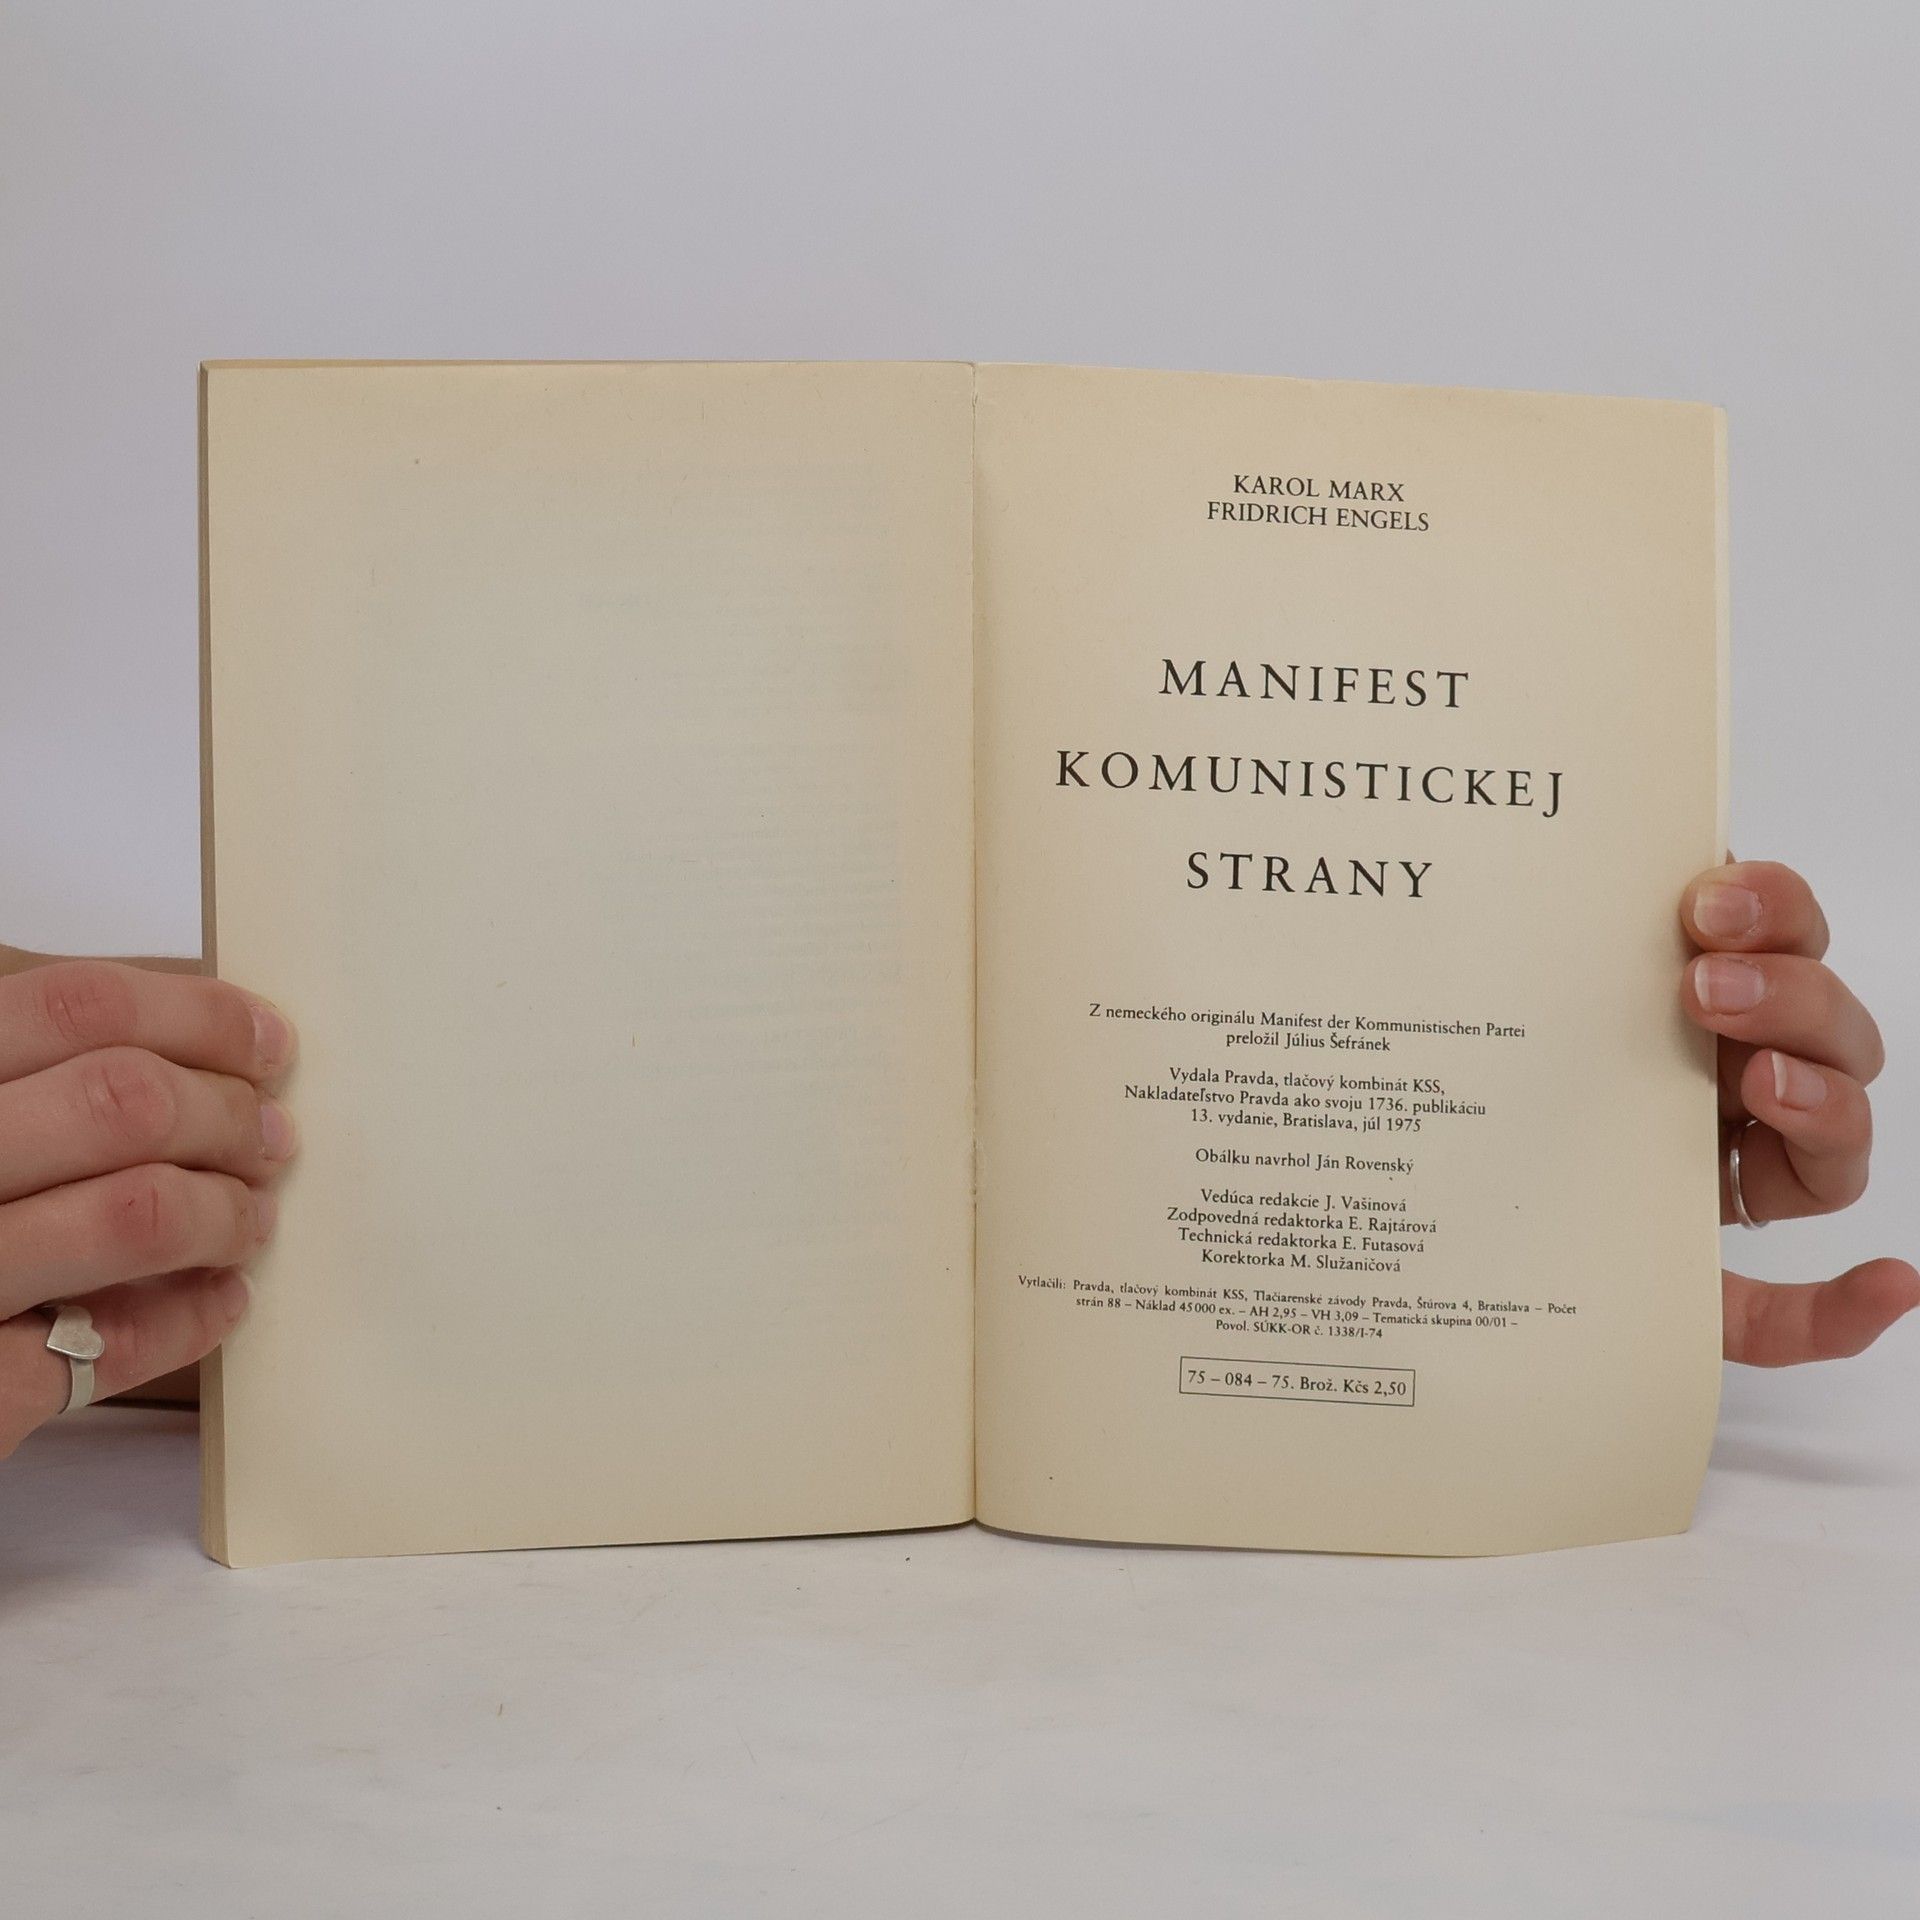 KAROL MARX
FRIDRICH ENGELS
MANIFEST
KOMUNISTICKEJ
STRANY
Z nemeckého originálu Manifest der Kommunistischen Partei
preložil Július Šefránek
Vydala Pravda, tlačový kombinát KSS,
Nakladateľstvo Pravda ako svoju 1736. publikáciu
13. vydanie, Bratislava, júl 1975
Obálku navrhol Ján Rovenský
Vedúca redakcie J. Vašinová
Zodpovedná redaktorka E. Rajtárová
Technická redaktorka E. Futasová
Korektorka M. Služaničová
Vytlačili: Pravda, tlačový kombinát KSS, Tlačiarenské závody Pravda, Štúrova 4, Bratislava – Počet
strán 88 – Náklad 45000 ex. – AH 2,95 – VH 3,09 – Tematická skupina 00/01 –
Povol. SÚKK-OR č. 1338/I-74
75 – 084 – 75. Brož. Kčs 2,50